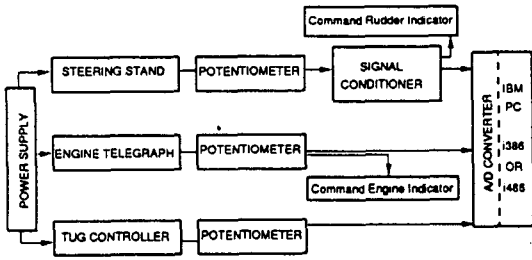 Command Rudder Indicator
STEERING STAND
POTENTIOMETER
SIGNAL
CONDITIONER
POWER SUPPLY
ENGINE TELEGRAPH
POTENTIOMETER
Command Engine Indicator
TUG CONTROLLER
POTENTIOMETER
A/D CONVERTER
IBM
PC
i386
OR
i486